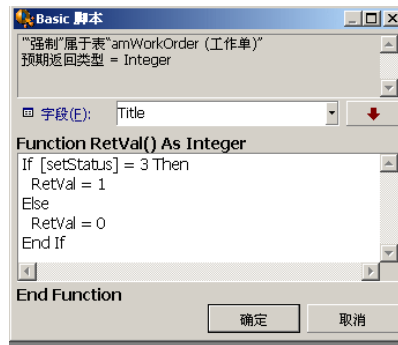 Basic 脚本
"“强制”属于表“amWorkOrder (工作单)”
预期返回类型 = Integer
字段(F): Title
Function RetVal() As Integer
If [setStatus] = 3 Then
RetVal = 1
Else
RetVal = 0
End If
End Function
确定 取消